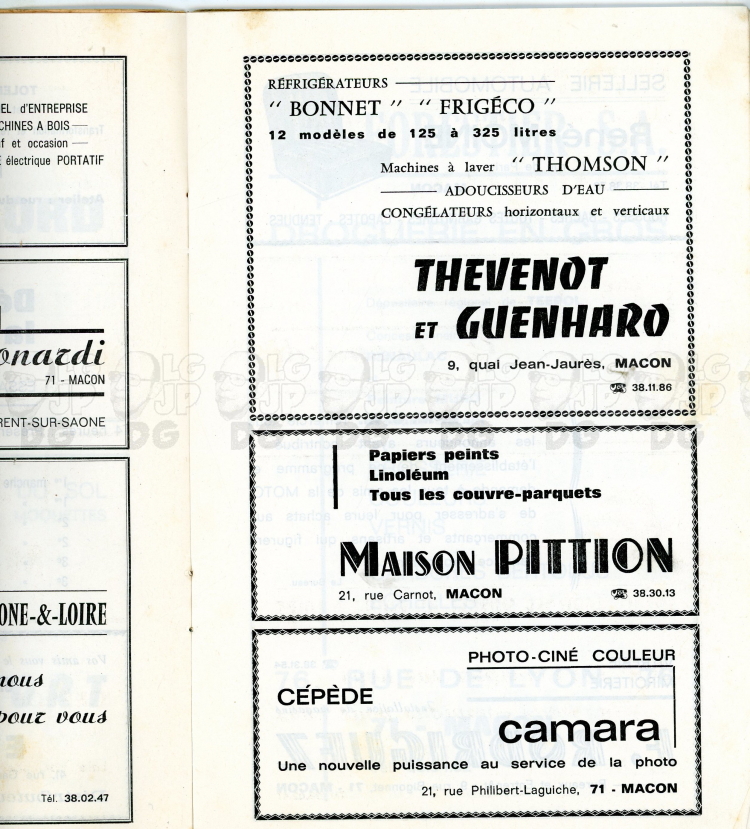 EL d'ENTREPRISE
CHINES A BOIS
f et occasion
électrique PORTATIF
onardi
71 - MACON
RENT-SUR-SAONE
ONE-&-LOIRE
nous
pour vous
Tél. 38.02.47
RÉFRIGÉRATEURS
“ BONNET ” “ FRIGÉCO ”
12 modèles de 125 à 325 litres
Machines à laver “ THOMSON ”
ADOUCISSEURS D'EAU
CONGÉLATEURS horizontaux et verticaux
THEVENOT
ET GUENHARO
9, quai Jean-Jaurès, MACON
☎ 38.11.86
Papiers peints
Linoléum
Tous les couvre-parquets
MAISON PITTION
21, rue Carnot, MACON ☎ 38.30.13
PHOTO-CINÉ COULEUR
CÉPÈDE
camara
Une nouvelle puissance au service de la photo
21, rue Philibert-Laguiche, 71 - MACON
LG JP DG